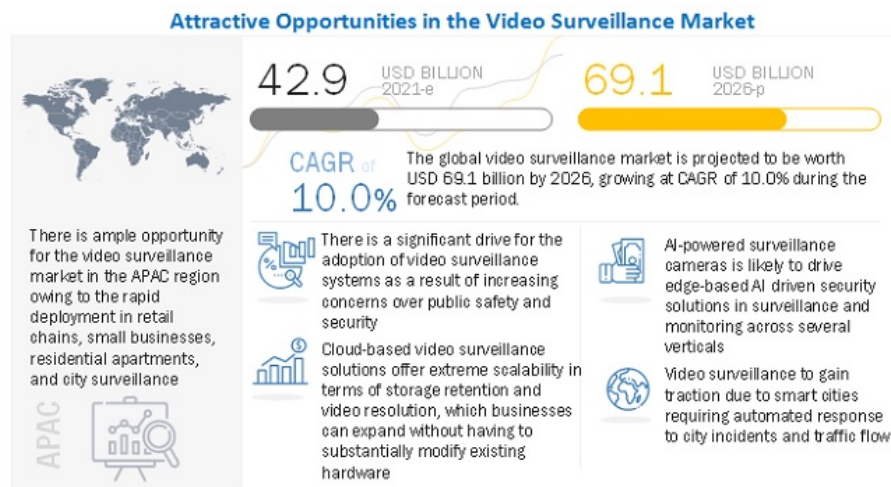 Attractive Opportunities in the Video Surveillance Market
There is ample opportunity
for the video surveillance
market in the APAC region
owing to the rapid
deployment in retail
chains, small businesses,
residential apartments,
and city surveillance
APAC
42.9
USD BILLION
2021-e
69.1
USD BILLION
2026-p
CAGR of
10.0%
The global video surveillance market is projected to be worth
USD 69.1 billion by 2026, growing at CAGR of 10.0% during the
forecast period.
There is a significant drive for the
adoption of video surveillance
systems as a result of increasing
concerns over public safety and
security
Cloud-based video surveillance
solutions offer extreme scalability in
terms of storage retention and
video resolution, which businesses
can expand without having to
substantially modify existing
hardware
AI-powered surveillance
cameras is likely to drive
edge-based AI driven security
solutions in surveillance and
monitoring across several
verticals
Video surveillance to gain
traction due to smart cities
requiring automated response
to city incidents and traffic flow